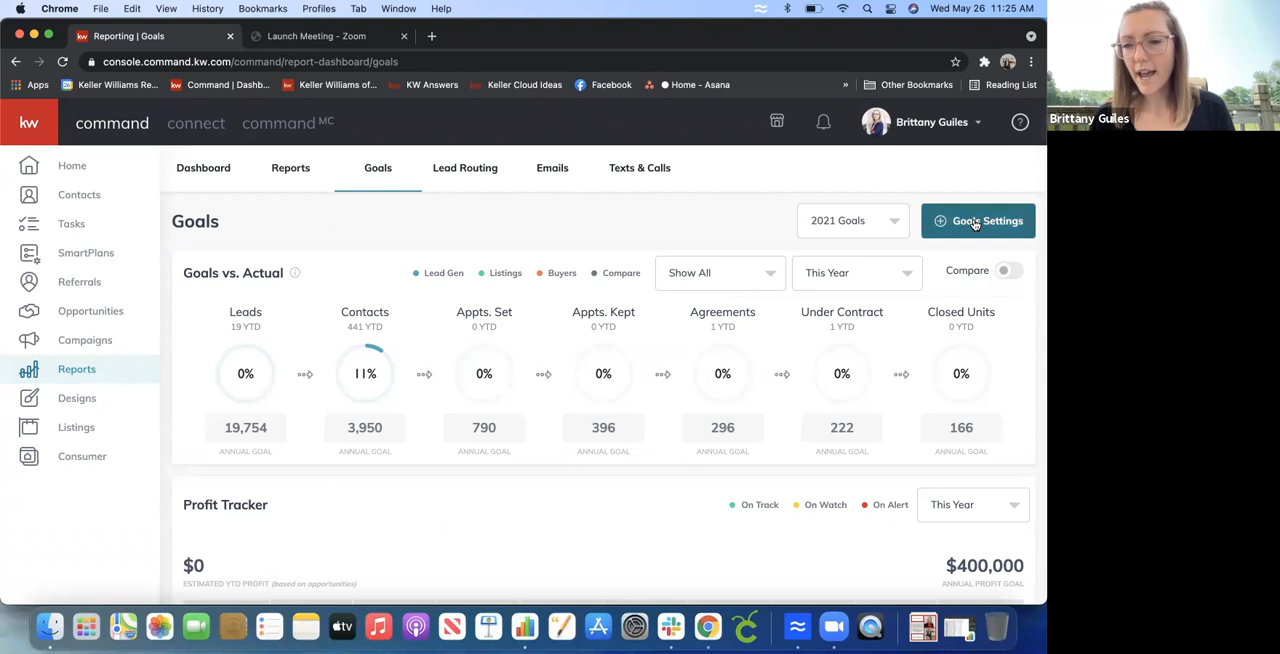 Chrome File Edit View History Bookmarks Profiles Tab Window Help Wed May 26 11:25 AM
kw Reporting | Goals Launch Meeting - Zoom
console.command.kw.com/command/report-dashboard/goals
Apps Keller Williams Re... kw Command | Dashb... kw Keller Williams of... kw KW Answers kw Keller Cloud Ideas Facebook Home - Asana » Other Bookmarks Reading List
kw command connect command MC Brittany Guiles ?
Brittany Guiles
Home
Contacts
Tasks
SmartPlans
Referrals
Opportunities
Campaigns
Reports
Designs
Listings
Consumer
Dashboard Reports Goals Lead Routing Emails Texts & Calls
Goals 2021 Goals Goals Settings
Goals vs. Actual Lead Gen Listings Buyers Compare Show All This Year Compare
Leads Contacts Appts. Set Appts. Kept Agreements Under Contract Closed Units
19 YTD 441 YTD 0 YTD 0 YTD 1 YTD 1 YTD 0 YTD
0% 11% 0% 0% 0% 0% 0%
19,754 3,950 790 396 296 222 166
ANNUAL GOAL ANNUAL GOAL ANNUAL GOAL ANNUAL GOAL ANNUAL GOAL ANNUAL GOAL ANNUAL GOAL
Profit Tracker On Track On Watch On Alert This Year
$0 $400,000
ESTIMATED YTD PROFIT (based on opportunities) ANNUAL PROFIT GOAL
tv